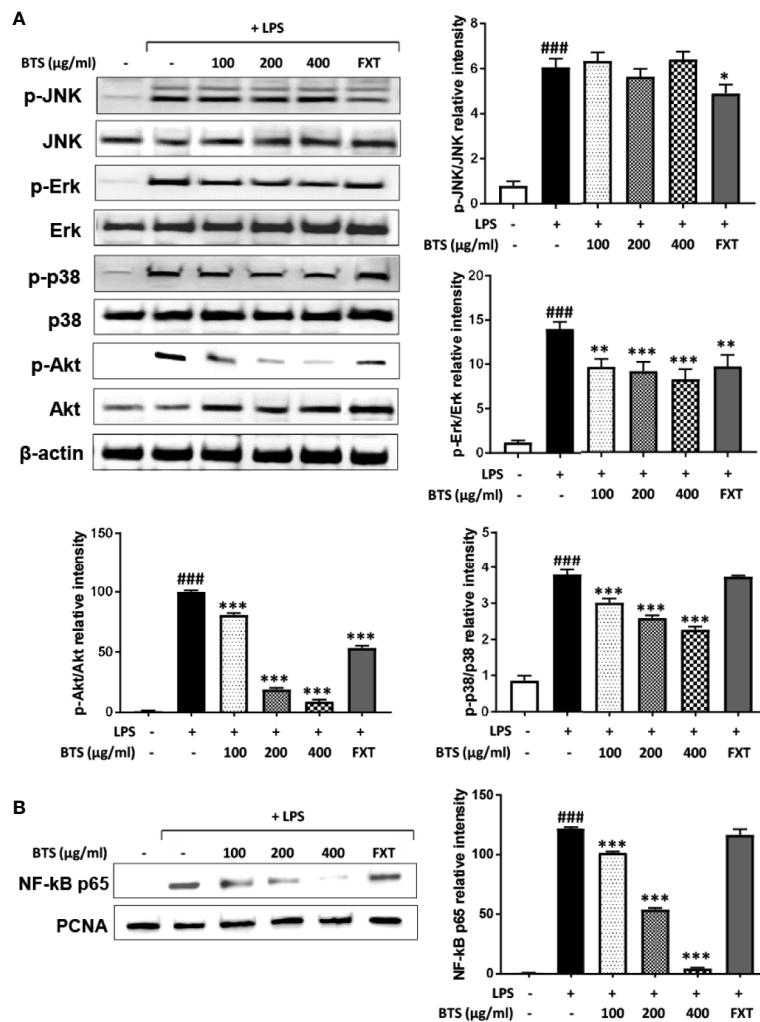 A
+ LPS
BTS (μg/ml) - - 100 200 400 FXT
p-JNK
JNK
p-Erk
Erk
p-p38
p38
p-Akt
Akt
β-actin
p-JNK/JNK relative intensity
6
4
2
0
###
*
LPS - + + + + +
BTS (μg/ml) - - 100 200 400 FXT
p-Erk/Erk relative intensity
20
15
10
5
0
###
** *** *** **
LPS - + + + + +
BTS (μg/ml) - - 100 200 400 FXT
p-Akt/Akt relative intensity
150
100
50
0
###
*** *** *** ***
LPS - + + + + +
BTS (μg/ml) - - 100 200 400 FXT
p-p38/p38 relative intensity
5
4
3
2
1
0
###
*** *** ***
LPS - + + + + +
BTS (μg/ml) - - 100 200 400 FXT
B
+ LPS
BTS (μg/ml) - - 100 200 400 FXT
NF-kB p65
PCNA
NF-kB p65 relative intensity
150
100
50
0
###
*** *** ***
LPS - + + + + +
BTS (μg/ml) - - 100 200 400 FXT